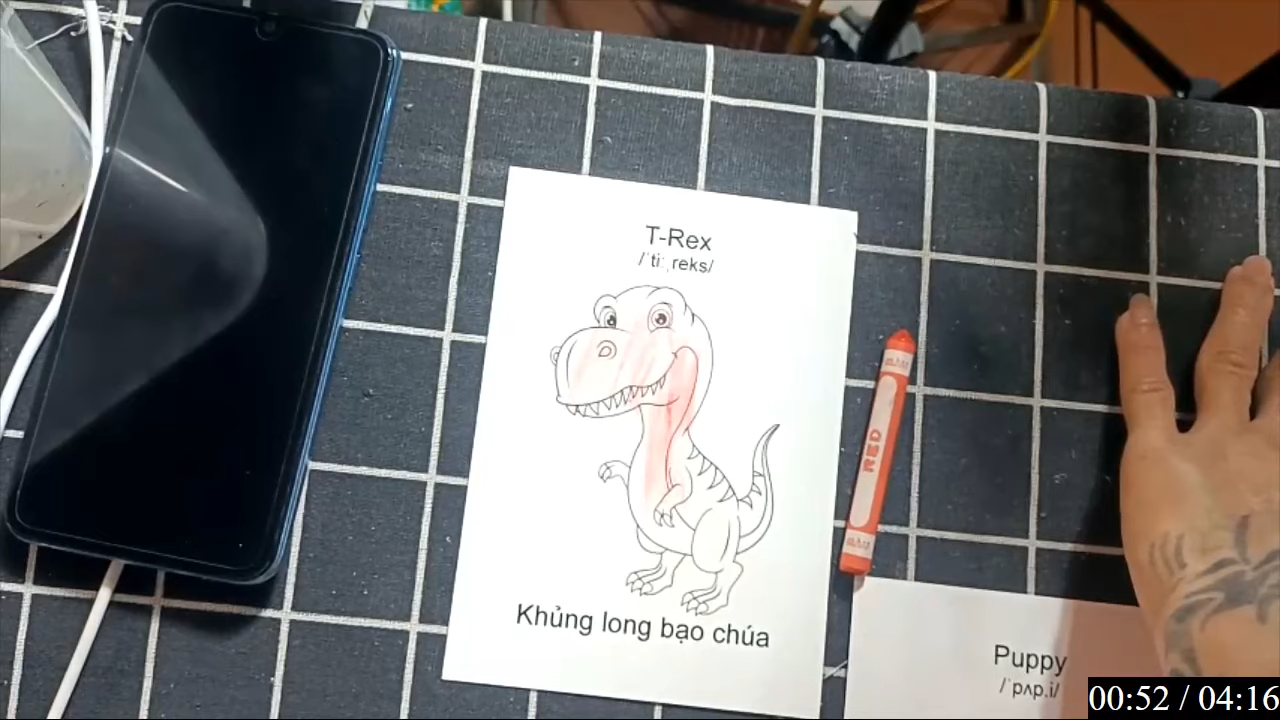 T-Rex
/ˈtiːˌreks/
Khủng long bạo chúa
RED
Puppy
/ˈpʌp.i/
00:52 / 04:16